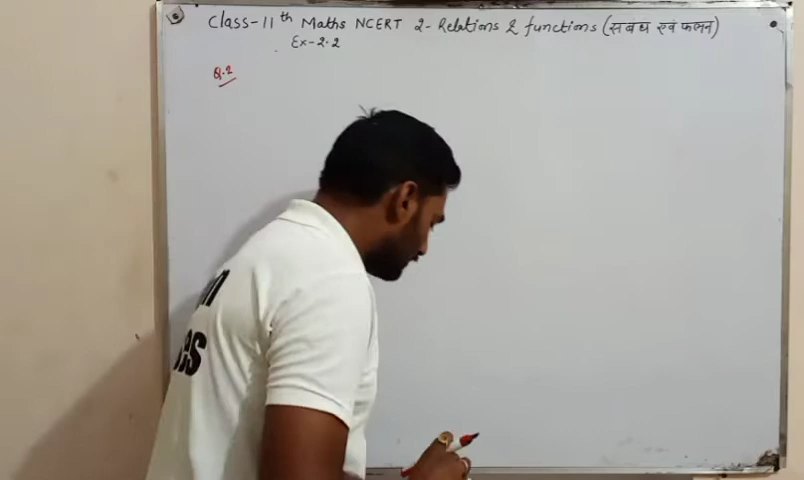 Class-11th Maths NCERT 2- Relations & functions (सबंध एवं फलन)
Ex-2.2
Q.2